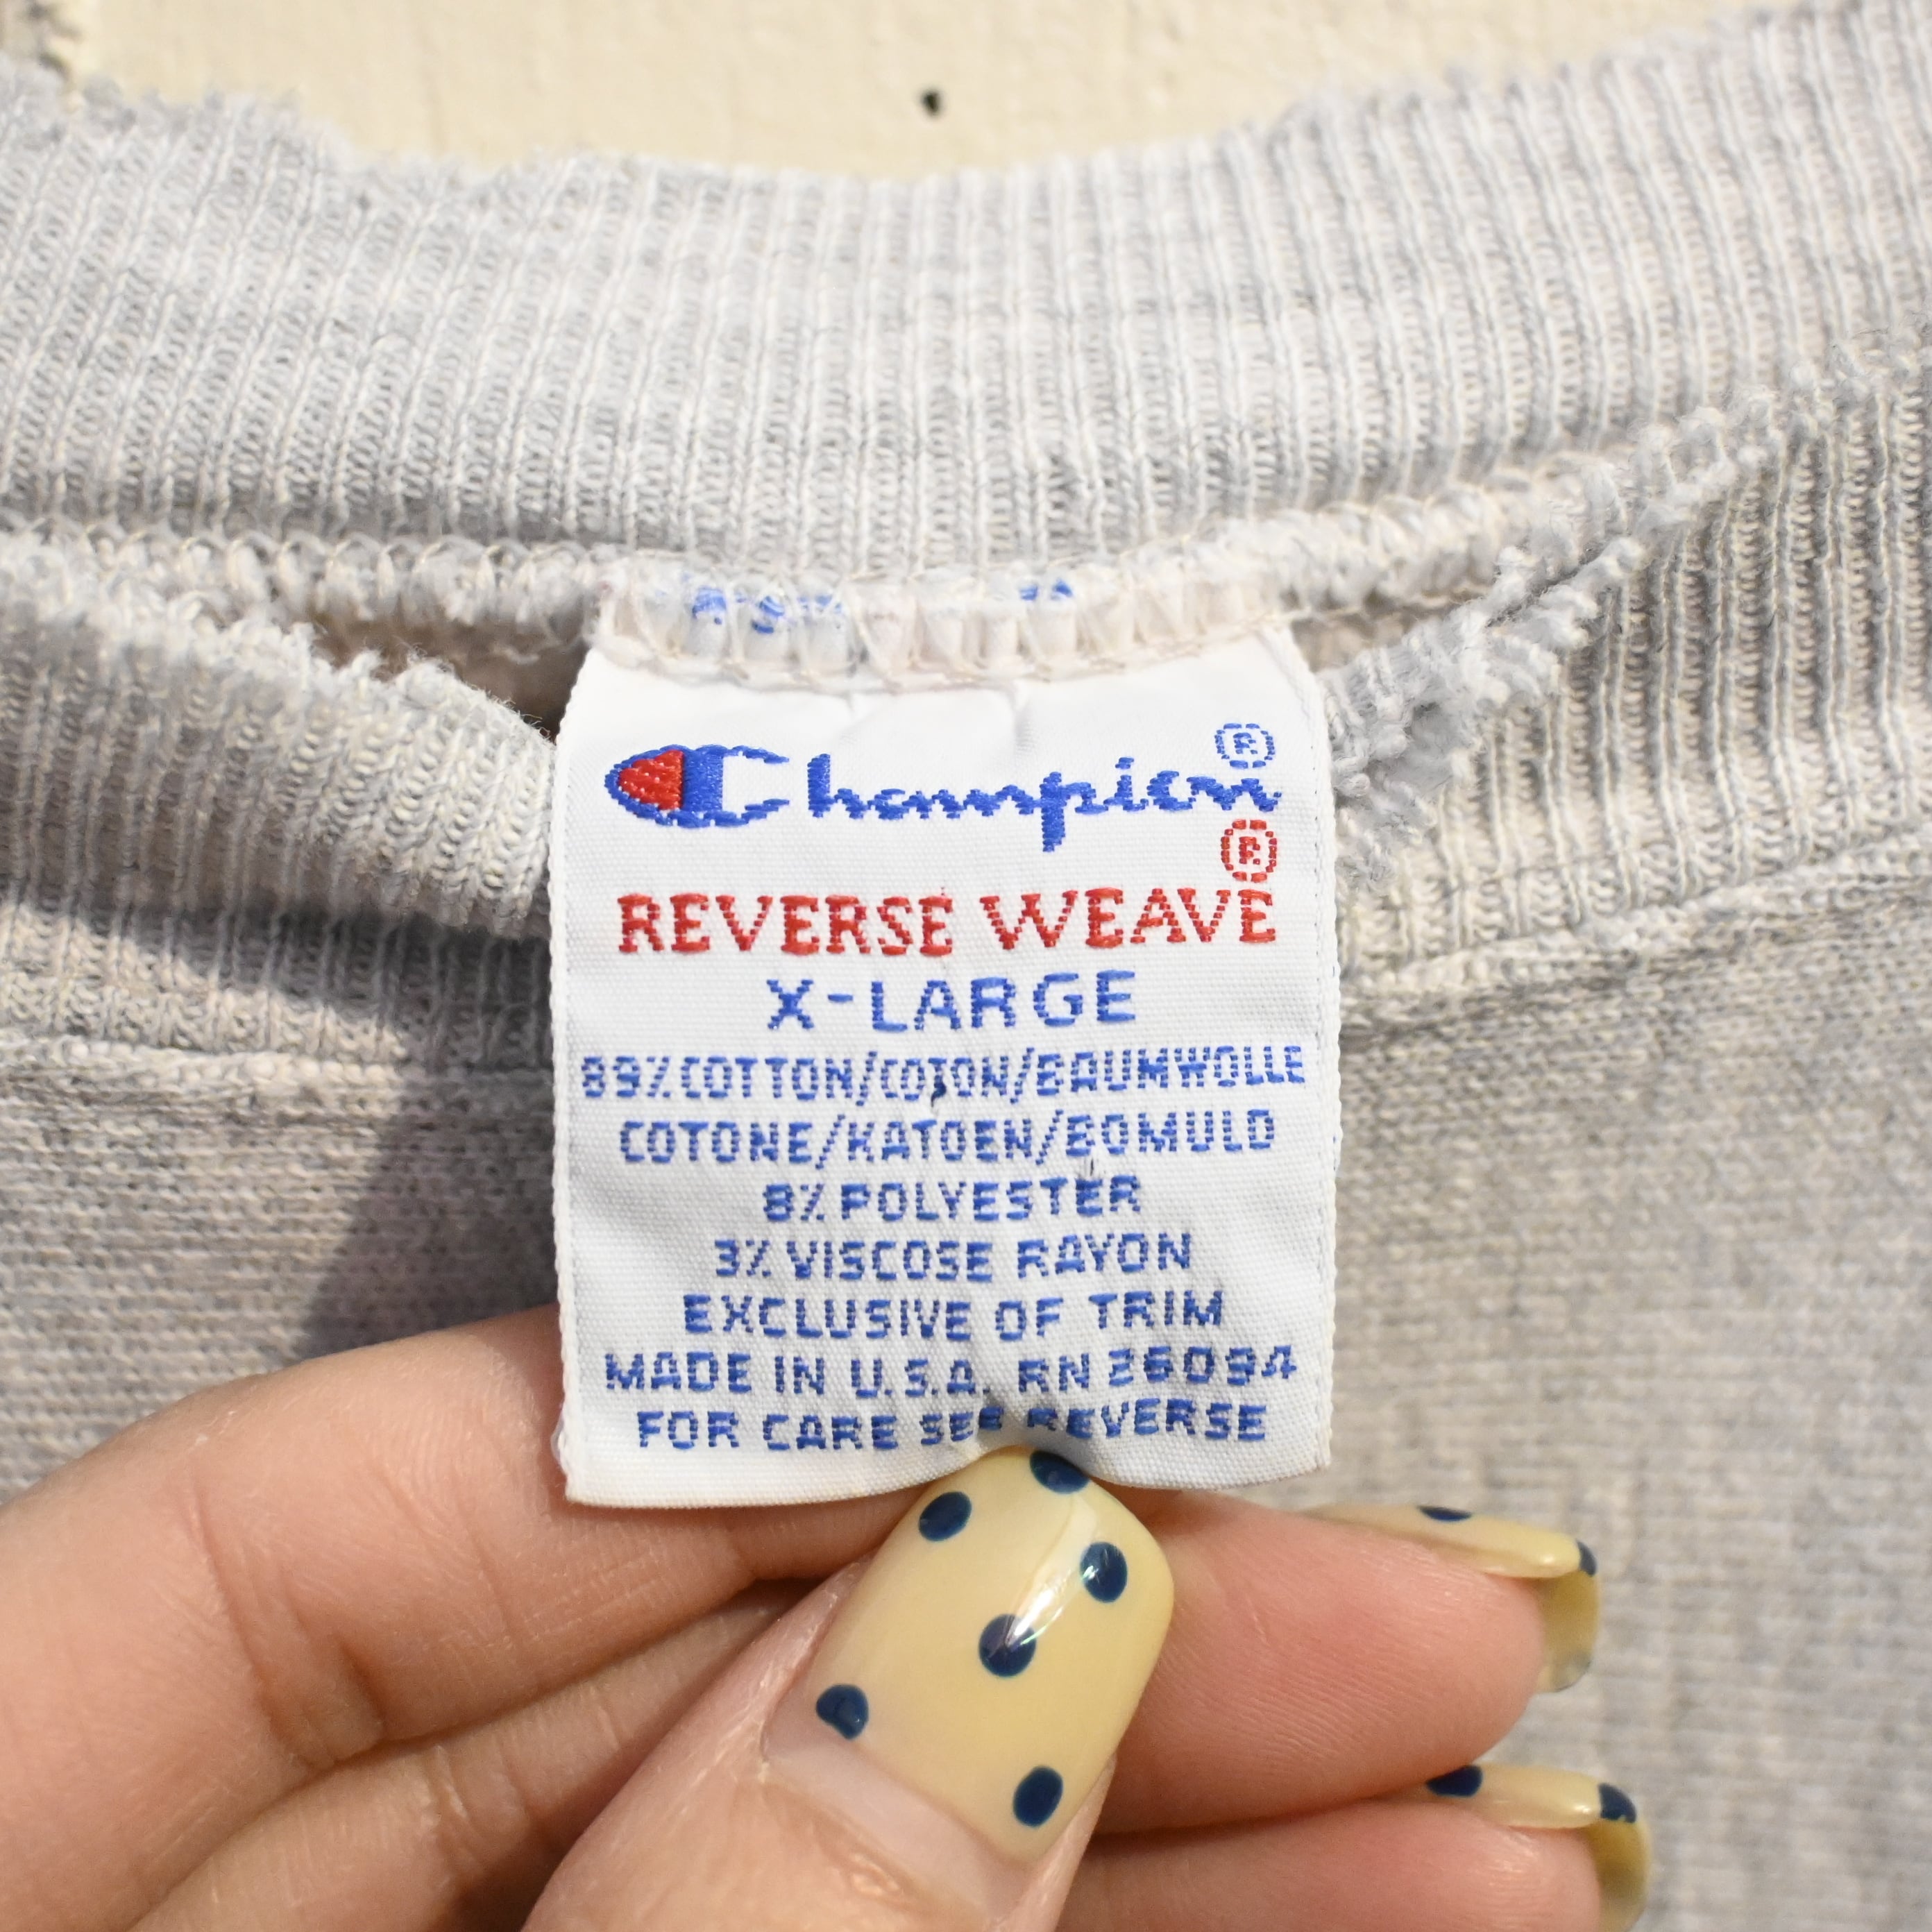 Champion®
®
REVERSE WEAVE
X-LARGE
89% COTTON/COTON/BAUMWOLLE
COTONE/KATOEN/BOMULD
8% POLYESTER
3% VISCOSE RAYON
EXCLUSIVE OF TRIM
MADE IN U.S.A. RN 26094
FOR CARE SEE REVERSE